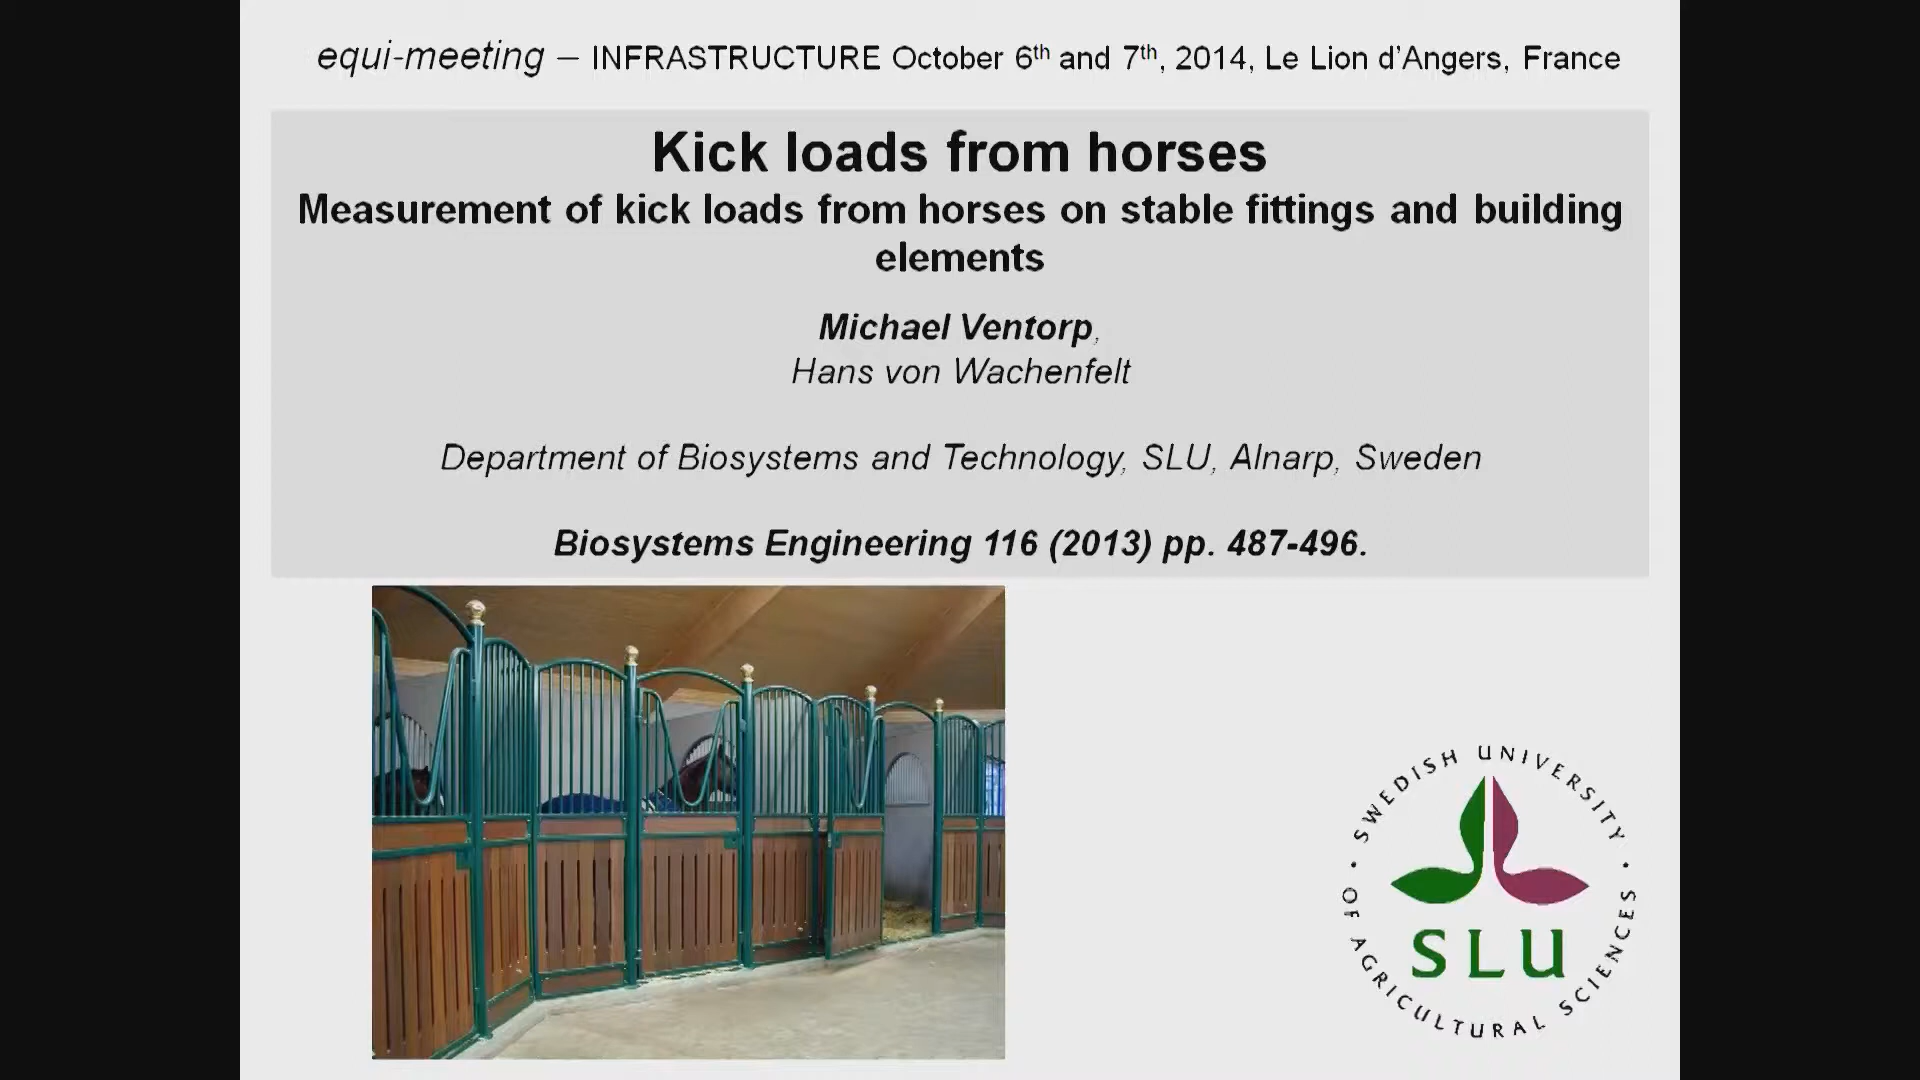 equi-meeting – INFRASTRUCTURE October 6th and 7th, 2014, Le Lion d'Angers, France
Kick loads from horses
Measurement of kick loads from horses on stable fittings and building
elements
Michael Ventorp,
Hans von Wachenfelt
Department of Biosystems and Technology, SLU, Alnarp, Sweden
Biosystems Engineering 116 (2013) pp. 487-496.
SWEDISH UNIVERSITY
OF AGRICULTURAL SCIENCES
SLU